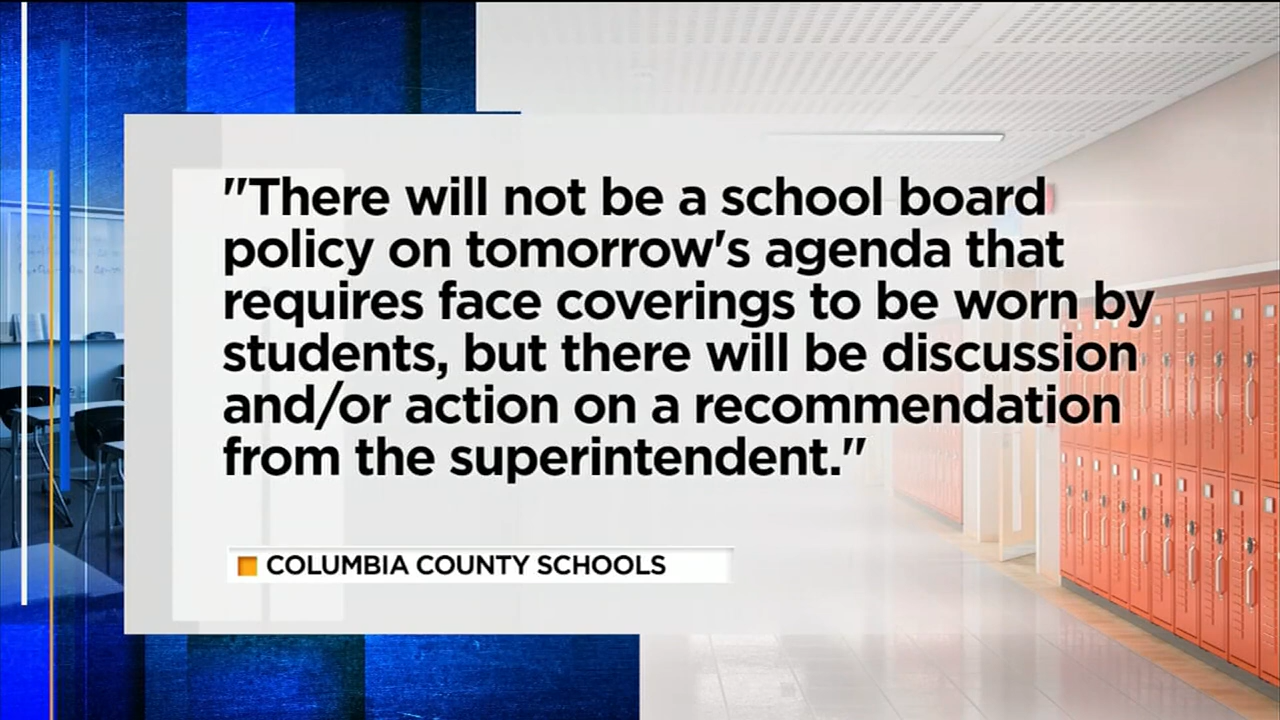 "There will not be a school board
policy on tomorrow's agenda that
requires face coverings to be worn by
students, but there will be discussion
and/or action on a recommendation
from the superintendent."
COLUMBIA COUNTY SCHOOLS